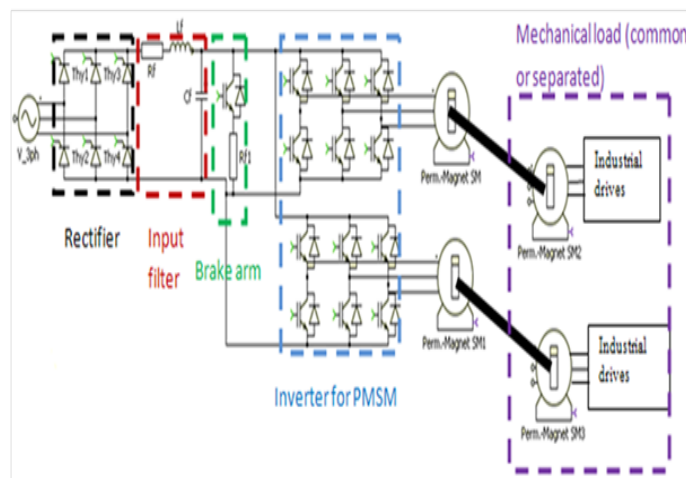 Lf
Mechanical load (common
or separated)
Thy1 Thy3
Rf
Cf
V_3ph
Thy2 Thy4
Rf1
Perm.-Magnet SM
Industrial
drives
Perm.-Magnet SM2
Rectifier
Input
filter
Brake arm
Perm.-Magnet SM1
Industrial
drives
Inverter for PMSM
Perm.-Magnet SM3